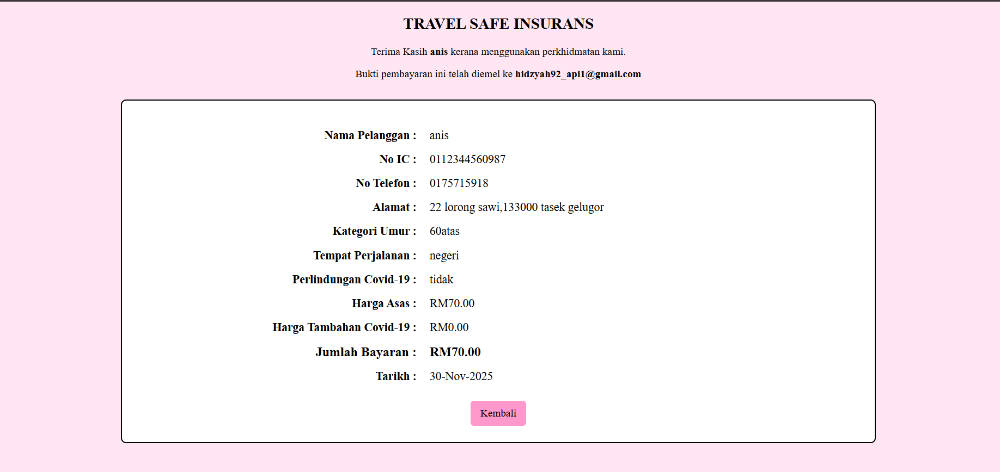 TRAVEL SAFE INSURANS
Terima Kasih anis kerana menggunakan perkhidmatan kami.
Bukti pembayaran ini telah diemel ke hidzyah92_api1@gmail.com
Nama Pelanggan : anis
No IC : 0112344560987
No Telefon : 0175715918
Alamat : 22 lorong sawi,133000 tasek gelugor
Kategori Umur : 60atas
Tempat Perjalanan : negeri
Perlindungan Covid-19 : tidak
Harga Asas : RM70.00
Harga Tambahan Covid-19 : RM0.00
Jumlah Bayaran : RM70.00
Tarikh : 30-Nov-2025
Kembali